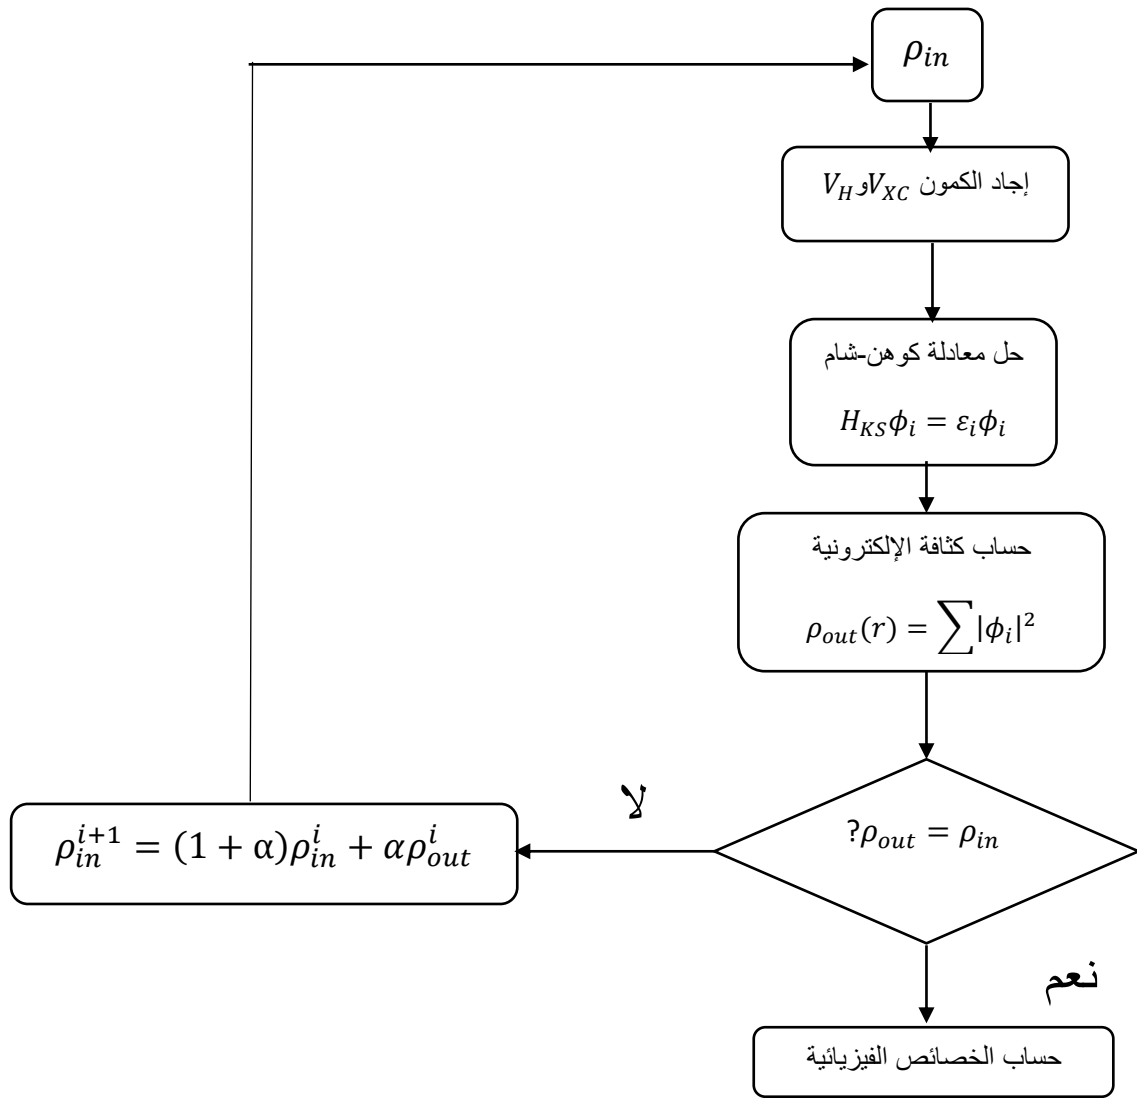 ρ_in
إجاد الكمون V_XC و V_H
حل معادلة كوهن-شام
H_KS ϕ_i = ε_i ϕ_i
حساب كثافة الإلكترونية
ρ_out(r) = ∑|ϕ_i|²
?ρ_out = ρ_in
لا
ρ_in^{i+1} = (1 + α)ρ_in^i + αρ_out^i
نعم
حساب الخصائص الفيزيائية